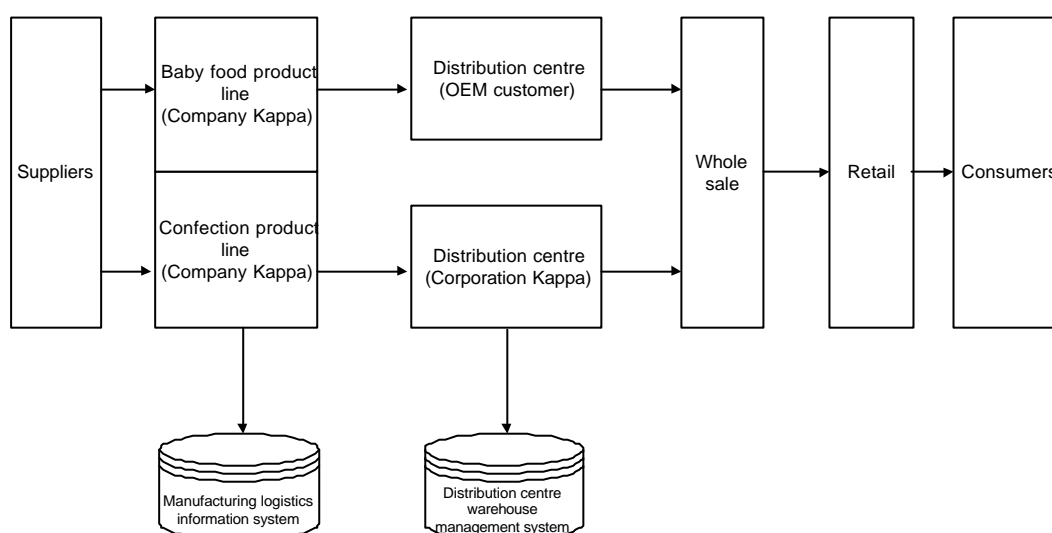 Suppliers
Baby food product
line
(Company Kappa)
Confection product
line
(Company Kappa)
Distribution centre
(OEM customer)
Distribution centre
(Corporation Kappa)
Whole
sale
Retail
Consumers
Manufacturing logistics
information system
Distribution centre
warehouse
management system